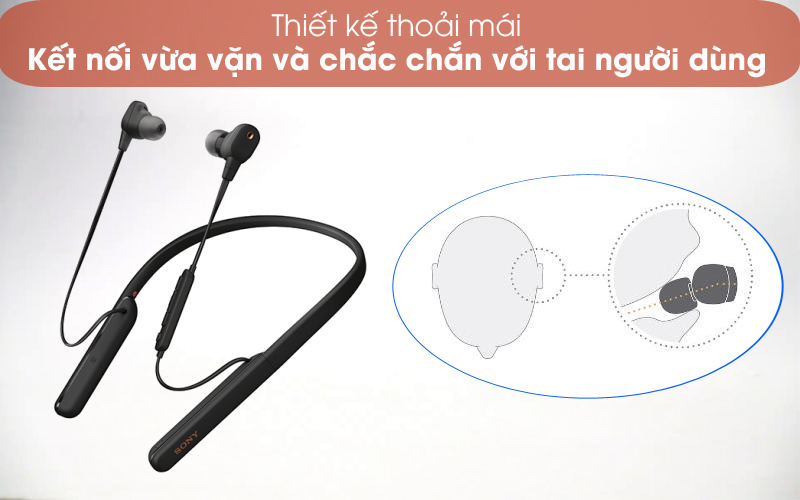 Thiết kế thoải mái
Kết nối vừa vặn và chắc chắn với tai người dùng
SONY